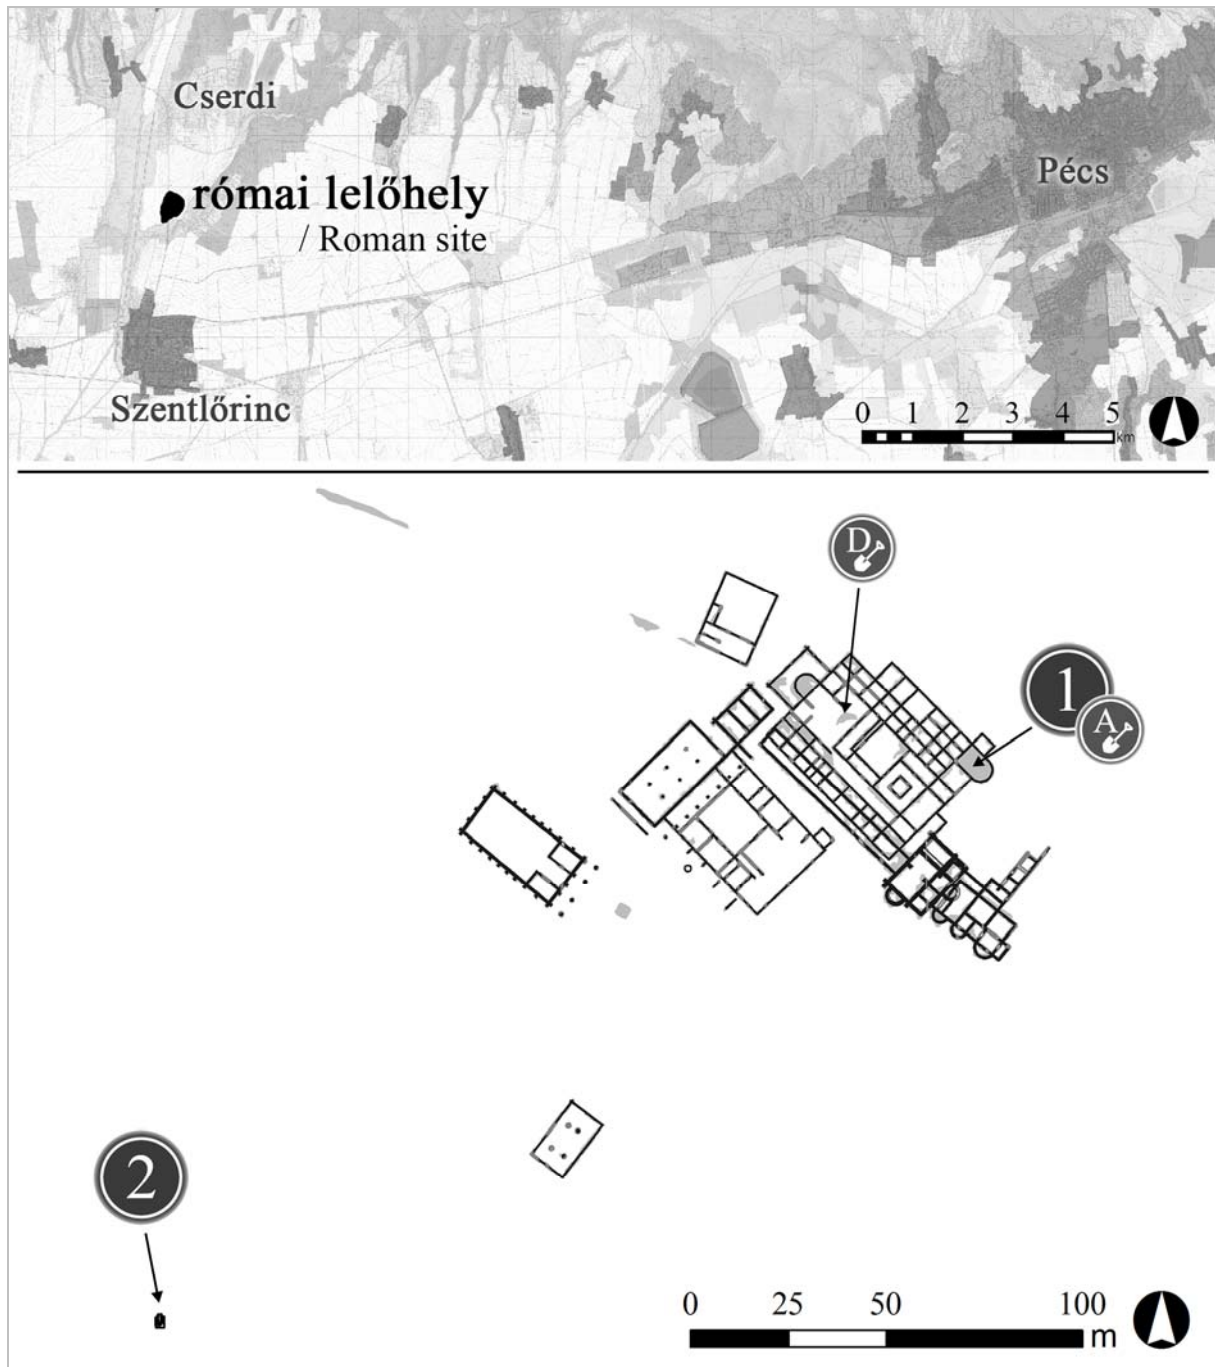 Cserdi
Pécs
római lelőhely
/ Roman site
Szentlőrinc
0 1 2 3 4 5
km
D
1
A
2
0 25 50 100
m